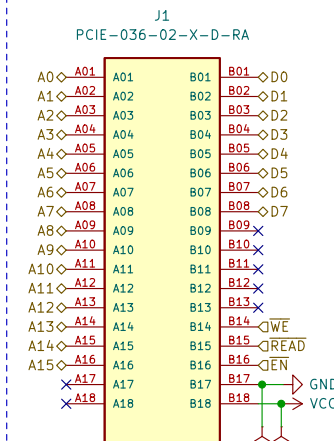 J1
PCIE-036-02-X-D-RA
A0 A01 A01 B01 B01 D0
A1 A02 A02 B02 B02 D1
A2 A03 A03 B03 B03 D2
A3 A04 A04 B04 B04 D3
A4 A05 A05 B05 B05 D4
A5 A06 A06 B06 B06 D5
A6 A07 A07 B07 B07 D6
A7 A08 A08 B08 B08 D7
A8 A09 A09 B09 B09
A9 A10 A10 B10 B10
A10 A11 A11 B11 B11
A11 A12 A12 B12 B12
A12 A13 A13 B13 B13
A13 A14 A14 B14 B14 WE
A14 A15 A15 B15 B15 READ
A15 A16 A16 B16 B16 EN
A17 A17 B17 B17 GND
A18 A18 B18 B18 VCC